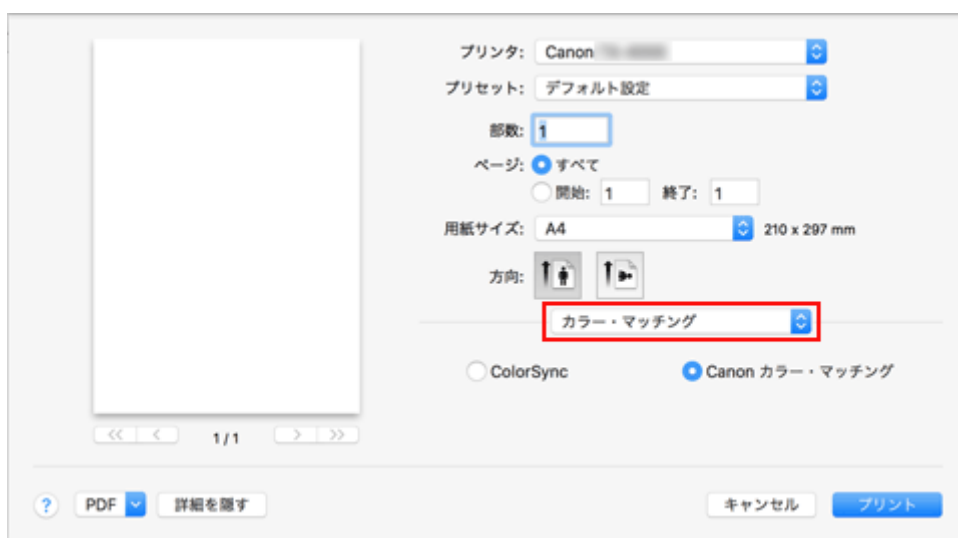 プリンタ: Canon
プリセット: デフォルト設定
部数: 1
ページ: すべて
開始: 1 終了: 1
用紙サイズ: A4 210 x 297 mm
方向:
カラー・マッチング
ColorSync Canon カラー・マッチング
<< < 1 / 1 > >>
? PDF 詳細を隠す キャンセル プリント